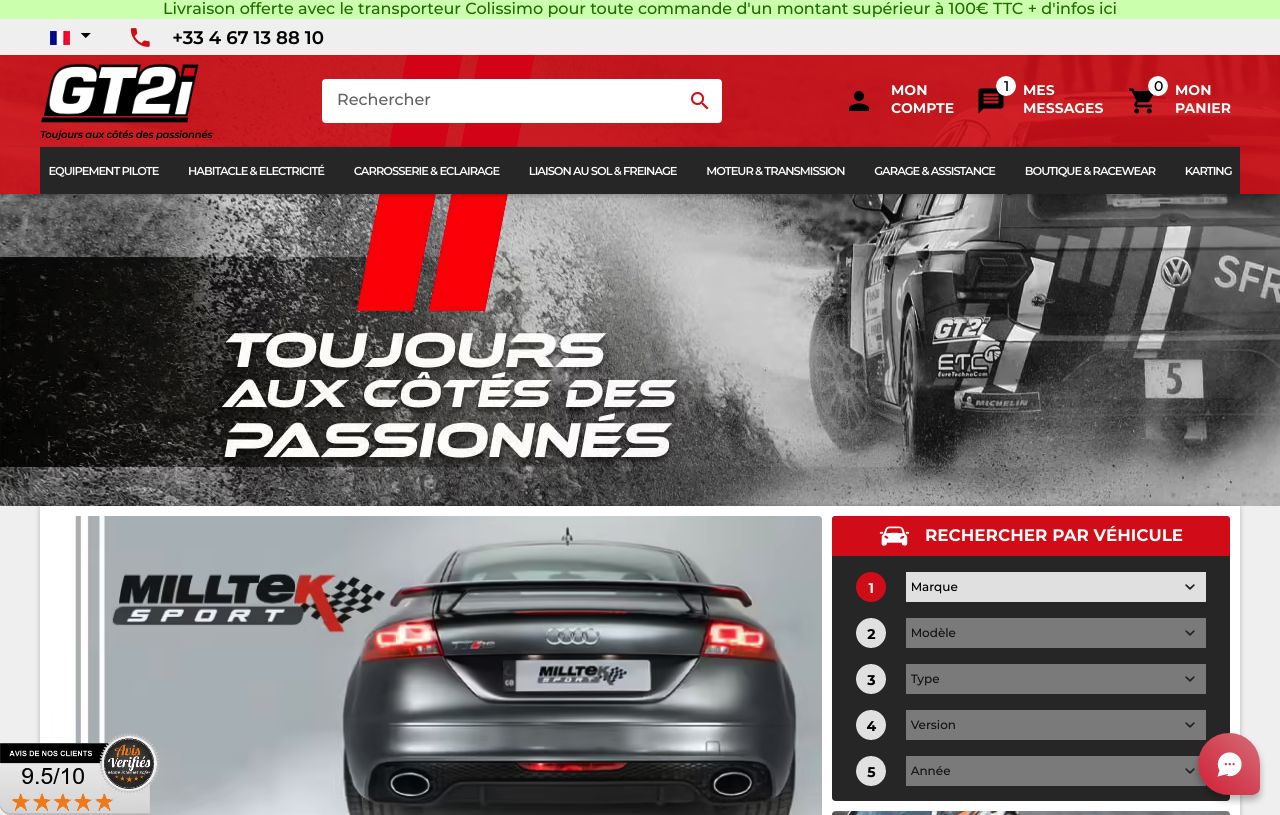 Livraison offerte avec le transporteur Colissimo pour toute commande d'un montant supérieur à 100€ TTC + d'infos ici
+33 4 67 13 88 10
GT2i
Toujours aux côtés des passionnés
Rechercher
MON COMPTE
1
MES MESSAGES
0
MON PANIER
EQUIPEMENT PILOTE
HABITACLE & ELECTRICITÉ
CARROSSERIE & ECLAIRAGE
LIAISON AU SOL & FREINAGE
MOTEUR & TRANSMISSION
GARAGE & ASSISTANCE
BOUTIQUE & RACEWEAR
KARTING
TOUJOURS
AUX CÔTÉS DES
PASSIONNÉS
SFR
GT2i
ETC
EuroTechnoCom
MICHELIN
5
MILLTEK
SPORT
MILLTEK
SPORT
RECHERCHER PAR VÉHICULE
1 Marque
2 Modèle
3 Type
4 Version
5 Année
AVIS DE NOS CLIENTS
9.5/10
Avis
Vérifiés